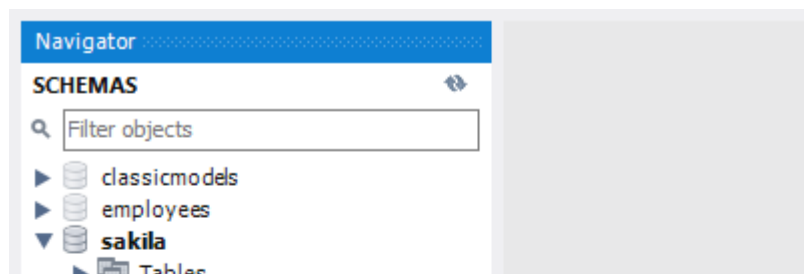 Navigator
SCHEMAS
Filter objects
classicmodels
employees
sakila
Tables